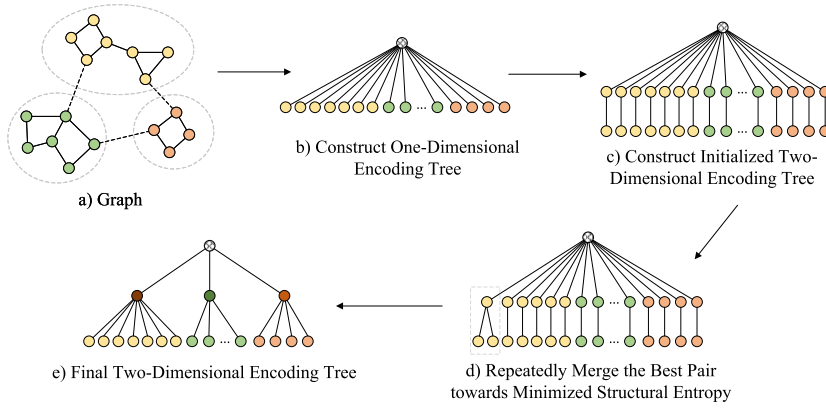 a) Graph
b) Construct One-Dimensional
Encoding Tree
c) Construct Initialized Two-
Dimensional Encoding Tree
...
...
...
...
...
...
d) Repeatedly Merge the Best Pair
towards Minimized Structural Entropy
e) Final Two-Dimensional Encoding Tree